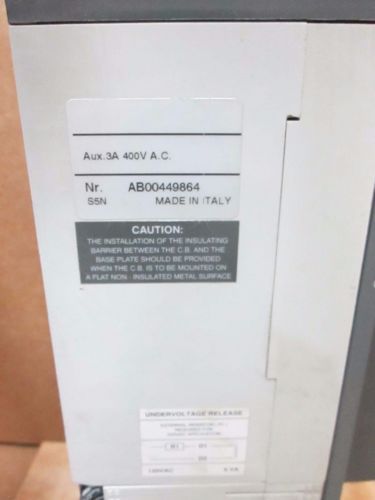 Aux.3A 400V A.C.
Nr. AB00449864
S5N MADE IN ITALY
CAUTION:
THE INSTALLATION OF THE INSULATING
BARRIER BETWEEN THE C.B. AND THE
BASE PLATE SHOULD BE PROVIDED
WHEN THE C.B. IS TO BE MOUNTED ON
A FLAT NON - INSULATED METAL SURFACE
UNDERVOLTAGE RELEASE